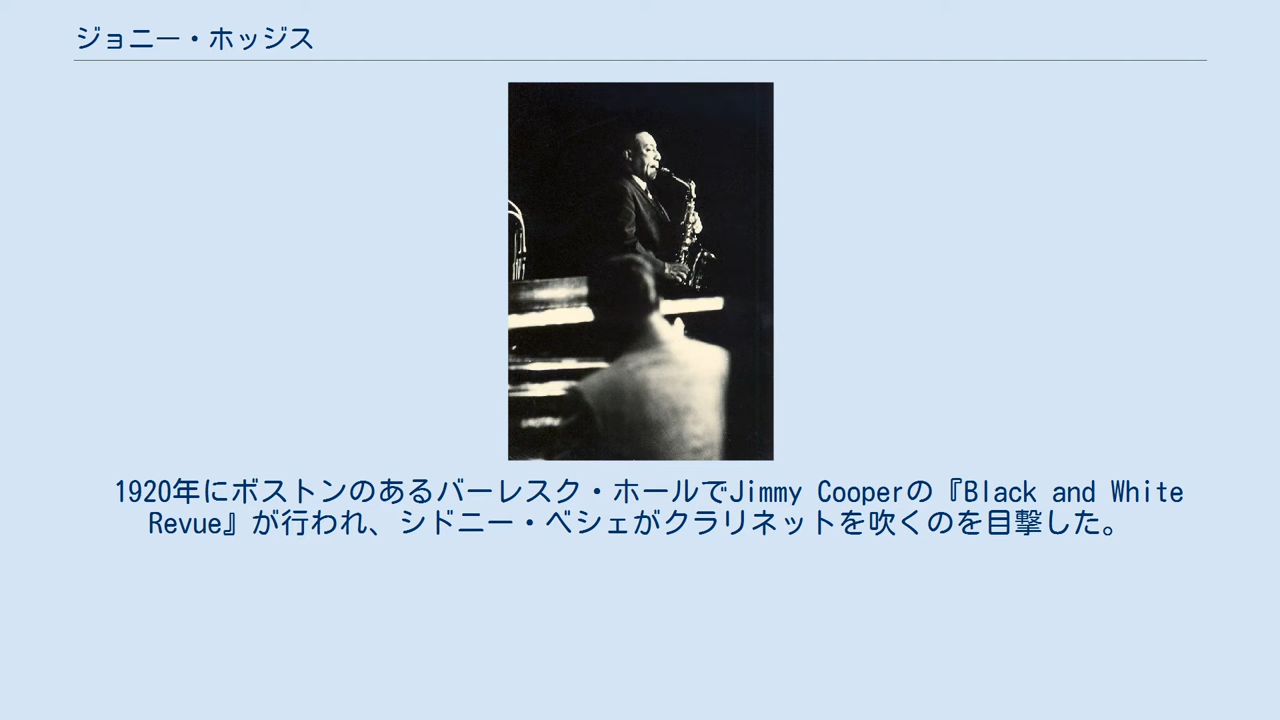 ジョニー・ホッジス
1920年にボストンのあるバーレスク・ホールでJimmy Cooperの『Black and White
Revue』が行われ、シドニー・ベシェがクラリネットを吹くのを目撃した。